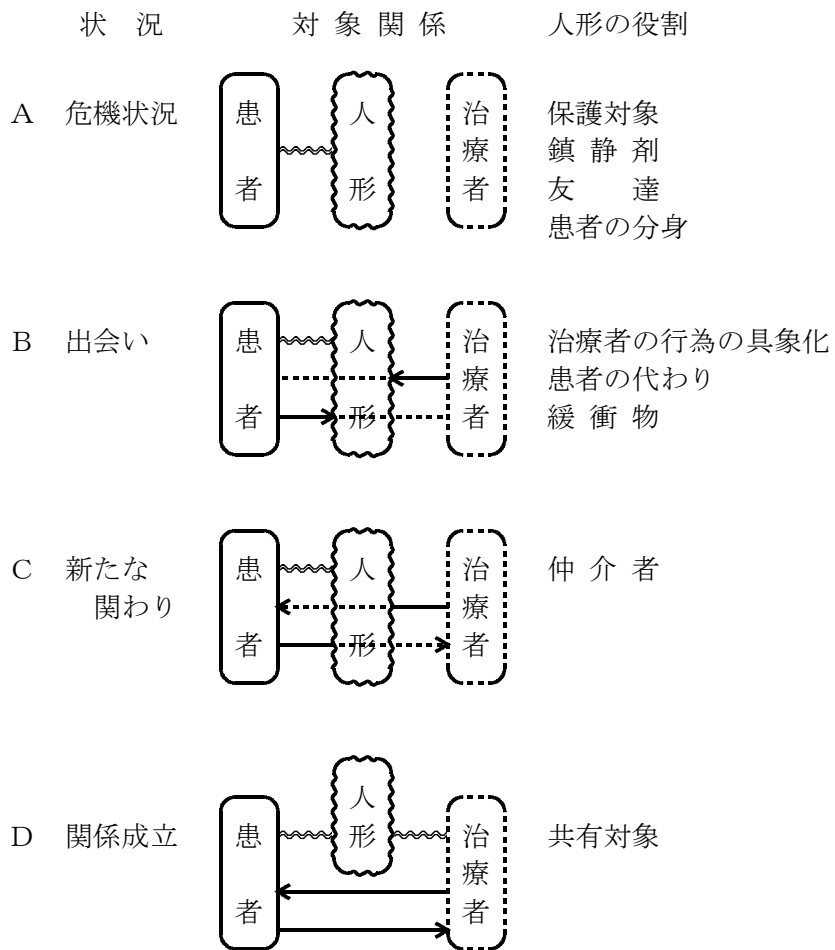 状 況 対 象 関 係 人形の役割
A 危機状況 患者 人形 治療者 保護対象
鎮 静 剤
友 達
患者の分身
B 出会い 患者 人形 治療者 治療者の行為の具象化
患者の代わり
緩 衝 物
C 新たな 患者 人形 治療者 仲 介 者
関わり
D 関係成立 患者 人形 治療者 共有対象